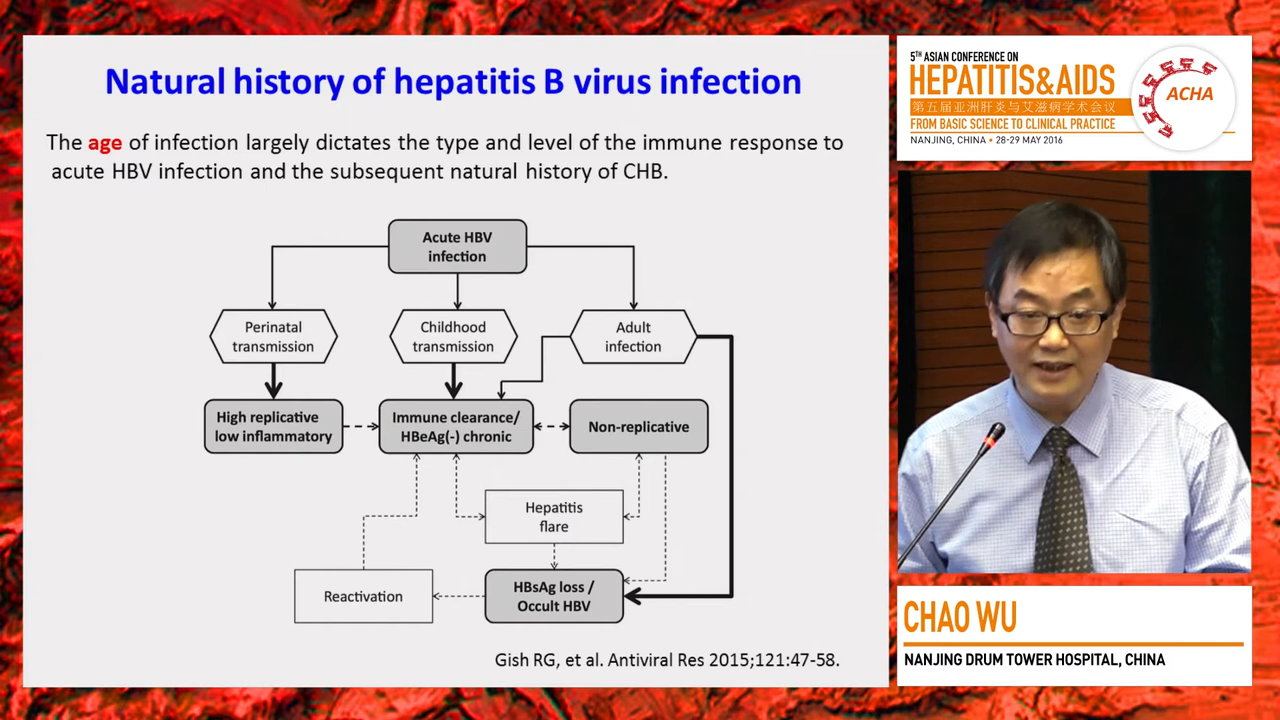 Natural history of hepatitis B virus infection
The age of infection largely dictates the type and level of the immune response to
acute HBV infection and the subsequent natural history of CHB.
Acute HBV
infection
Perinatal
transmission
Childhood
transmission
Adult
infection
High replicative
low inflammatory
Immune clearance/
HBeAg(-) chronic
Non-replicative
Hepatitis
flare
Reactivation
HBsAg loss /
Occult HBV
Gish RG, et al. Antiviral Res 2015;121:47-58.
5TH ASIAN CONFERENCE ON
HEPATITIS&AIDS
第五届亚洲肝炎与艾滋病学术会议
FROM BASIC SCIENCE TO CLINICAL PRACTICE
NANJING, CHINA • 28-29 MAY 2016
ACHA
CHAO WU
NANJING DRUM TOWER HOSPITAL, CHINA